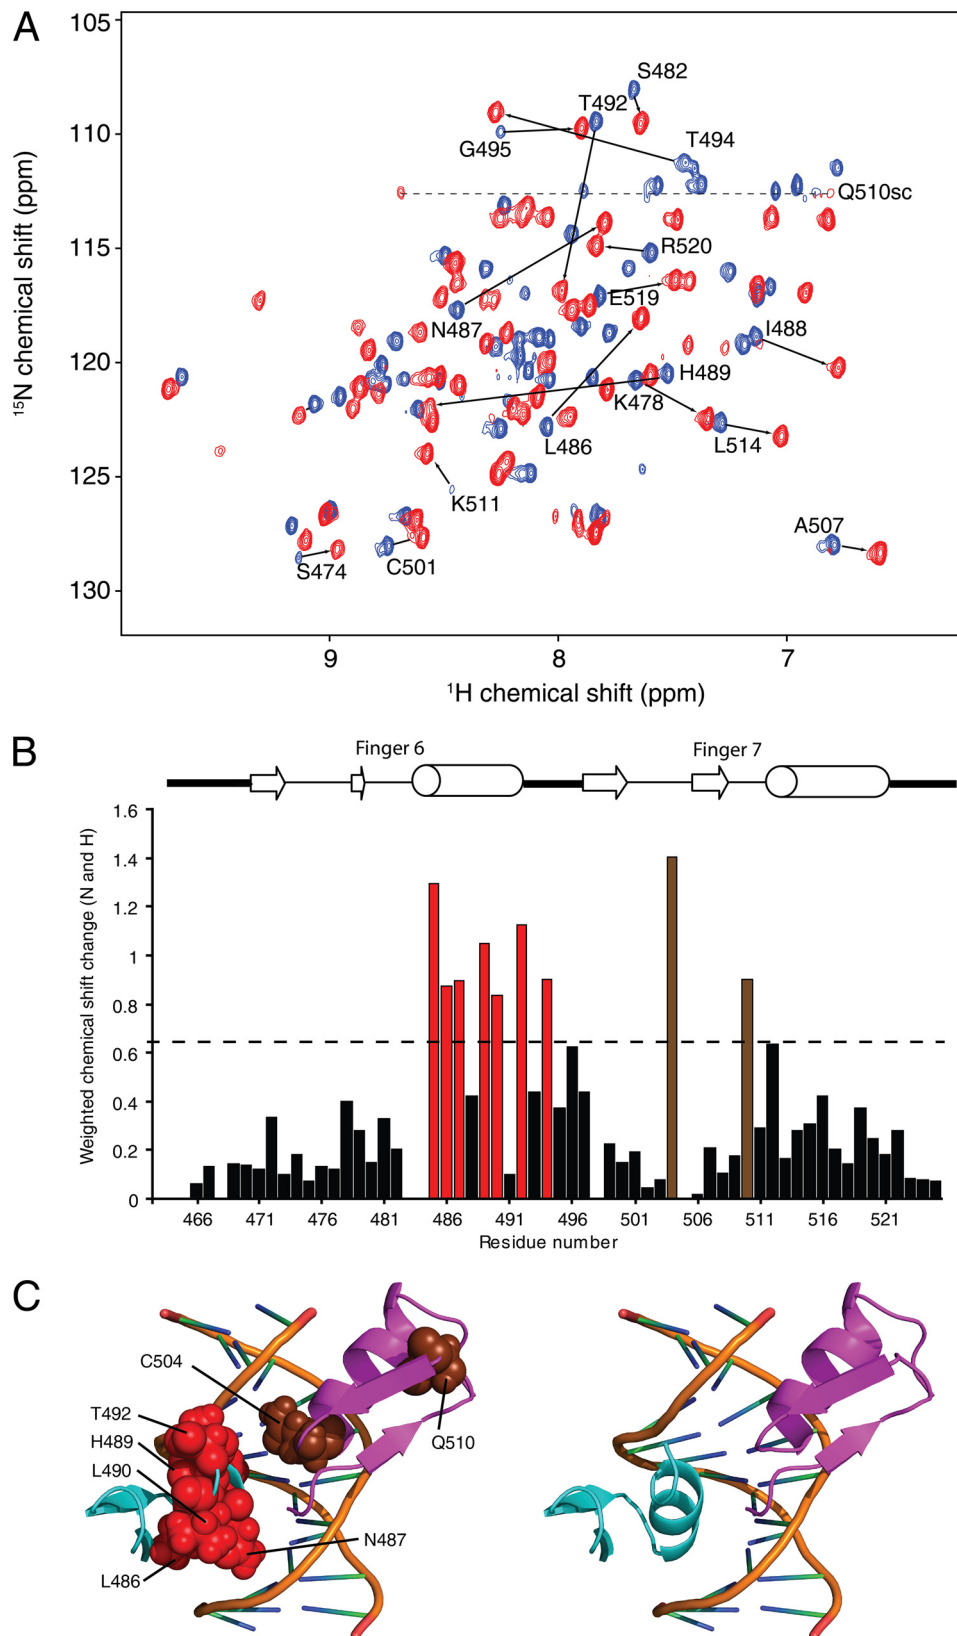 A
105
110
115
120
125
130
¹⁵N chemical shift (ppm)
S482
T492
G495
T494
Q510sc
R520
E519
N487
I488
H489
K478
L486
L514
K511
A507
S474
C501
9
8
7
¹H chemical shift (ppm)
B
Finger 6
Finger 7
1.6
1.4
1.2
1
0.8
0.6
0.4
0.2
0
Weighted chemical shift change (N and H)
466
471
476
481
486
491
496
501
506
511
516
521
Residue number
C
C504
T492
H489
L490
Q510
N487
L486